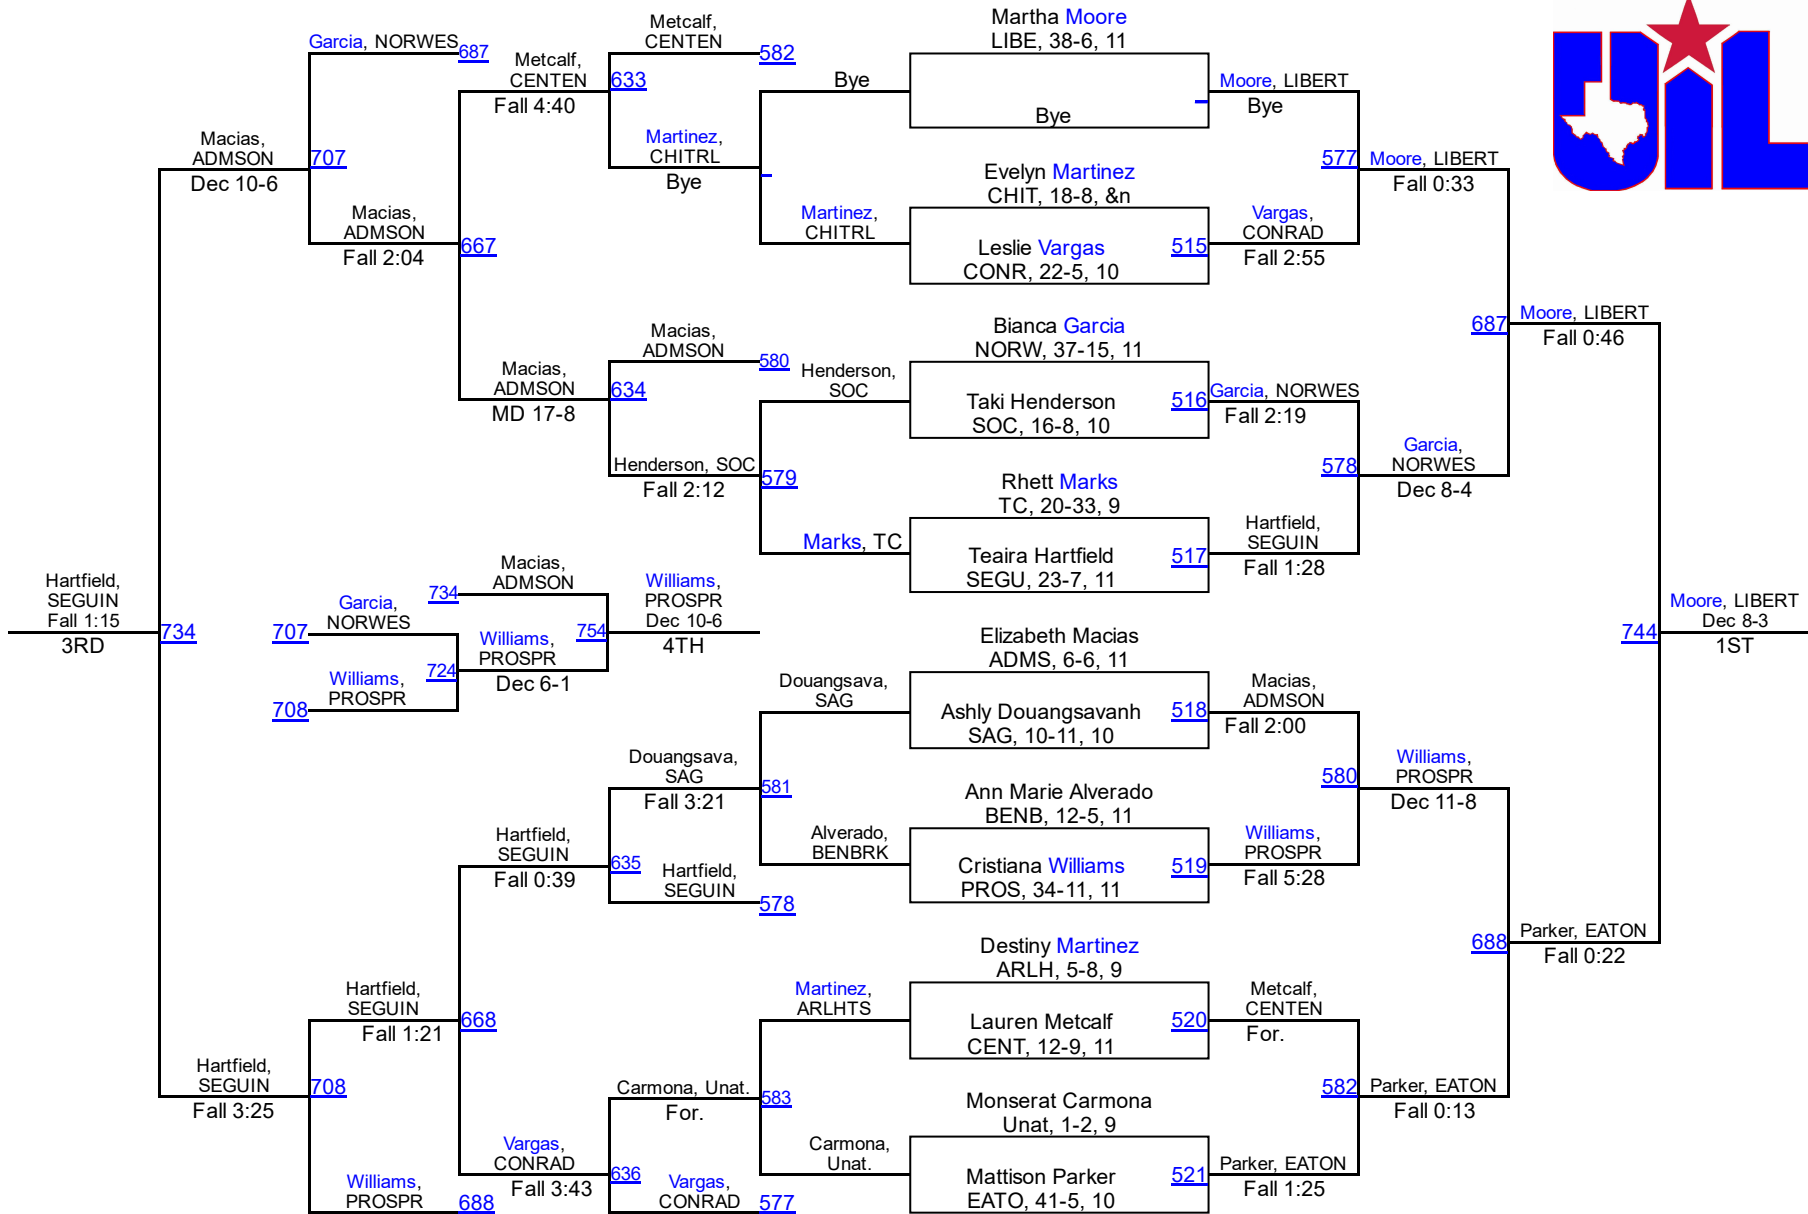 Garcia, NORWES
687
Metcalf,
CENTEN
Fall 4:40
Metcalf,
CENTEN
582
633
Martinez,
CHITRL
Bye
Bye
Martha Moore
LIBE, 38-6, 11
Bye
Moore, LIBERT
Bye
Macias,
ADMSON
Dec 10-6
707
Macias,
ADMSON
Fall 2:04
667
Martinez,
CHITRL
Evelyn Martinez
CHIT, 18-8, &n
Leslie Vargas
CONR, 22-5, 10
515
Vargas,
CONRAD
Fall 2:55
577
Moore, LIBERT
Fall 0:33
UIL
Macias,
ADMSON
MD 17-8
Macias,
ADMSON
580
634
Henderson, SOC
Fall 2:12
Henderson,
SOC
579
Marks, TC
Bianca Garcia
NORW, 37-15, 11
Taki Henderson
SOC, 16-8, 10
516
Garcia, NORWES
Fall 2:19
Rhett Marks
TC, 20-33, 9
Teaira Hartfield
SEGU, 23-7, 11
517
Hartfield,
SEGUIN
Fall 1:28
578
Garcia,
NORWES
Dec 8-4
687
Moore, LIBERT
Fall 0:46
Hartfield,
SEGUIN
Fall 1:15
3RD
734
707
Garcia,
NORWES
708
Williams,
PROSPR
724
734
Macias,
ADMSON
Williams,
PROSPR
Dec 6-1
754
Williams,
PROSPR
Dec 10-6
4TH
744
Moore, LIBERT
Dec 8-3
1ST
Douangsava,
SAG
Elizabeth Macias
ADMS, 6-6, 11
Ashly Douangsavanh
SAG, 10-11, 10
518
Macias,
ADMSON
Fall 2:00
Hartfield,
SEGUIN
Fall 0:39
Douangsava,
SAG
Fall 3:21
581
635
Hartfield,
SEGUIN
578
Alverado,
BENBRK
Ann Marie Alverado
BENB, 12-5, 11
Cristiana Williams
PROS, 34-11, 11
519
Williams,
PROSPR
Fall 5:28
580
Williams,
PROSPR
Dec 11-8
688
Parker, EATON
Fall 0:22
Hartfield,
SEGUIN
Fall 1:21
668
Martinez,
ARLHTS
Destiny Martinez
ARLH, 5-8, 9
Lauren Metcalf
CENT, 12-9, 11
520
Metcalf,
CENTEN
For.
Hartfield,
SEGUIN
Fall 3:25
708
Williams,
PROSPR
688
Vargas,
CONRAD
Fall 3:43
Carmona, Unat.
For.
583
636
Vargas,
CONRAD
577
Carmona,
Unat.
Monserat Carmona
Unat, 1-2, 9
Mattison Parker
EATO, 41-5, 10
521
Parker, EATON
Fall 1:25
582
Parker, EATON
Fall 0:13